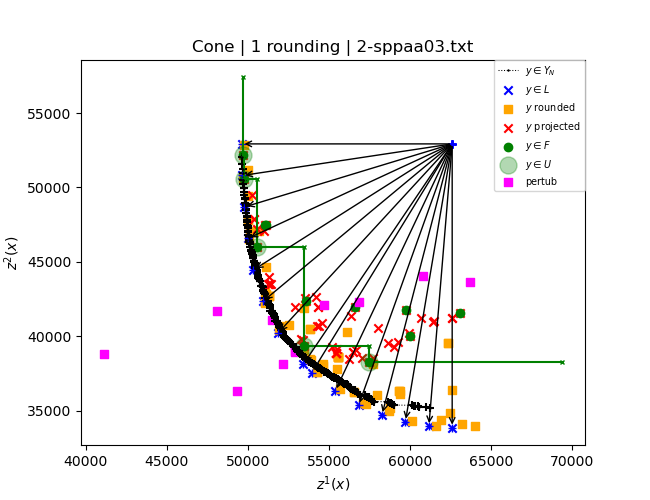 Cone | 1 rounding | 2-sppaa03.txt
y ∈ Y_N
y ∈ L
y rounded
y projected
y ∈ F
y ∈ U
pertub
z²(x)
55000
50000
45000
40000
35000
40000 45000 50000 55000 60000 65000 70000
z¹(x)